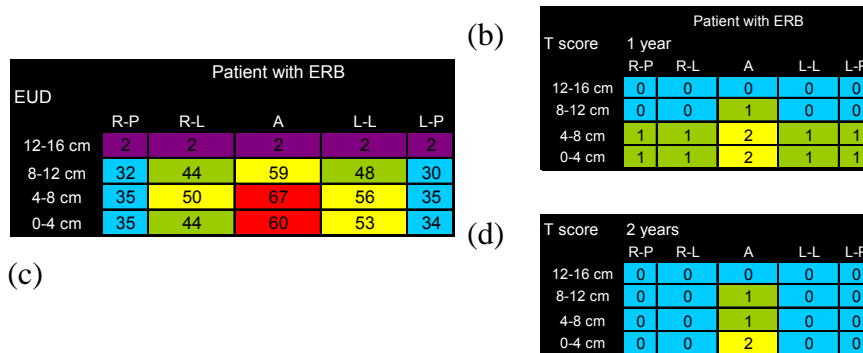 (b)
Patient with ERB
EUD
R-P R-L A L-L L-P
12-16 cm 2 2 2 2 2
8-12 cm 32 44 59 48 30
4-8 cm 35 50 67 56 35
0-4 cm 35 44 60 53 34
(c)
Patient with ERB
T score 1 year
R-P R-L A L-L L-P
12-16 cm 0 0 0 0 0
8-12 cm 0 0 1 0 0
4-8 cm 1 1 2 1 1
0-4 cm 1 1 2 1 1
(d)
T score 2 years
R-P R-L A L-L L-P
12-16 cm 0 0 0 0 0
8-12 cm 0 0 1 0 0
4-8 cm 0 0 1 0 0
0-4 cm 0 0 2 0 0